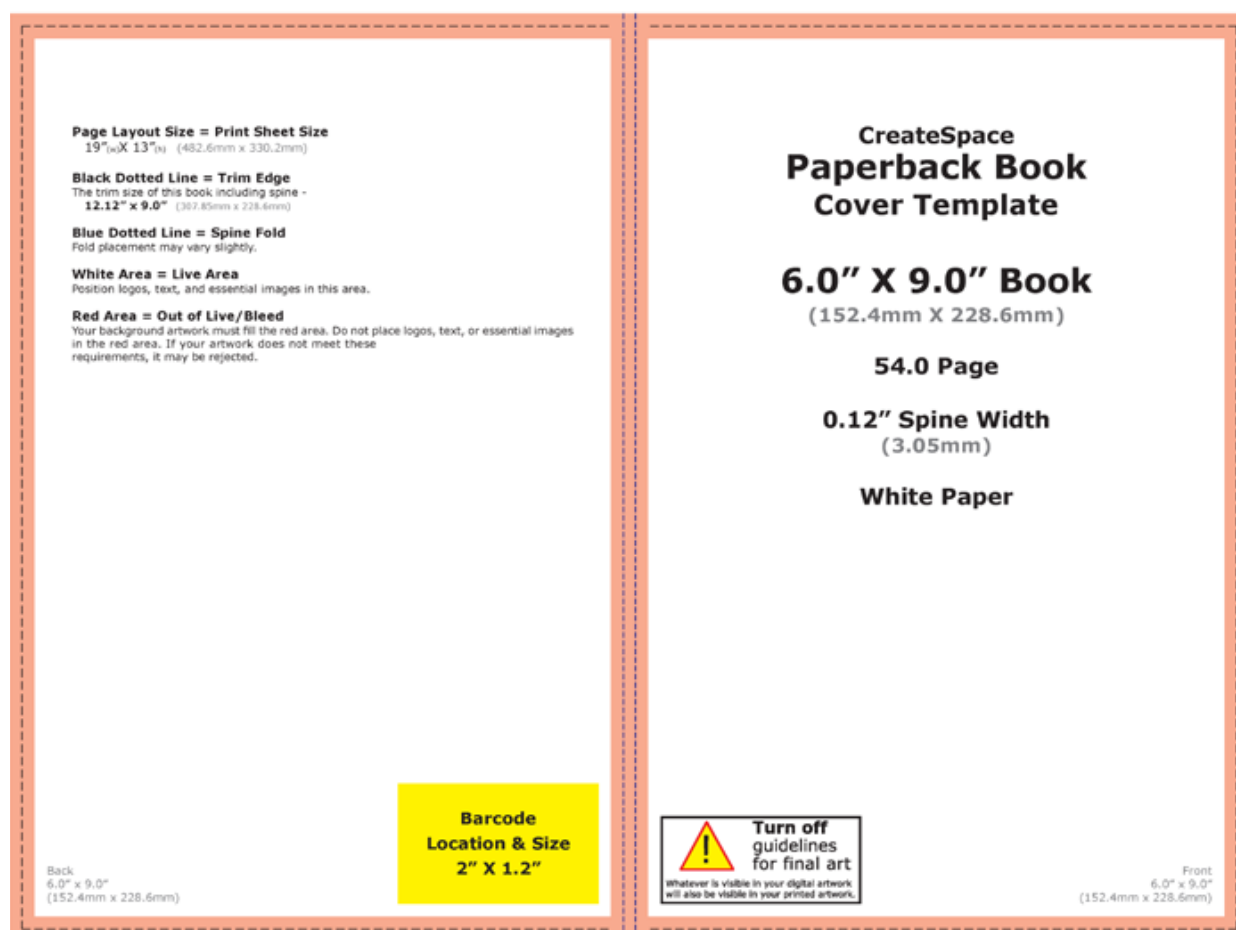 Page Layout Size = Print Sheet Size
19”(w)X 13”(h) (482.6mm x 330.2mm)
Black Dotted Line = Trim Edge
The trim size of this book including spine -
12.12” x 9.0” (307.85mm x 228.6mm)
Blue Dotted Line = Spine Fold
Fold placement may vary slightly.
White Area = Live Area
Position logos, text, and essential images in this area.
Red Area = Out of Live/Bleed
Your background artwork must fill the red area. Do not place logos, text, or essential images
in the red area. If your artwork does not meet these
requirements, it may be rejected.
Barcode
Location & Size
2” X 1.2”
Back
6.0” x 9.0”
(152.4mm x 228.6mm)
CreateSpace
Paperback Book
Cover Template
6.0” X 9.0” Book
(152.4mm X 228.6mm)
54.0 Page
0.12” Spine Width
(3.05mm)
White Paper
!
Turn off
guidelines
for final art
Whatever is visible in your digital artwork
will also be visible in your printed artwork.
Front
6.0” x 9.0”
(152.4mm x 228.6mm)